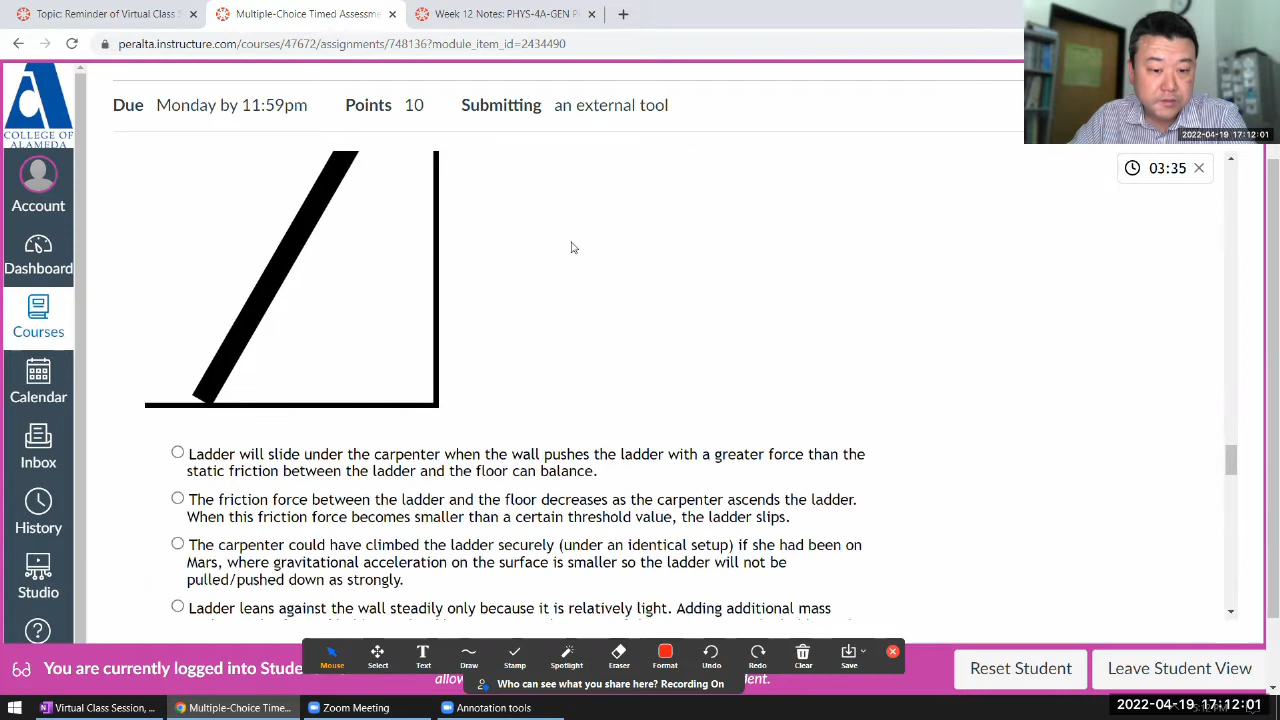 Topic: Reminder of Virtual Class S
Multiple-Choice Timed Assessme
Week 12 Notes: PHYS-4A-GEN P
peralta.instructure.com/courses/47672/assignments/748136?module_item_id=2434490
2022-04-19 17:12:01
COLLEGE OF
ALAMEDA
Account
Dashboard
Courses
Calendar
Inbox
History
Studio
Due Monday by 11:59pm Points 10 Submitting an external tool
03:35
Ladder will slide under the carpenter when the wall pushes the ladder with a greater force than the
static friction between the ladder and the floor can balance.
The friction force between the ladder and the floor decreases as the carpenter ascends the ladder.
When this friction force becomes smaller than a certain threshold value, the ladder slips.
The carpenter could have climbed the ladder securely (under an identical setup) if she had been on
Mars, where gravitational acceleration on the surface is smaller so the ladder will not be
pulled/pushed down as strongly.
Ladder leans against the wall steadily only because it is relatively light. Adding additional mass
Mouse Select Text Draw Stamp Spotlight Eraser Format Undo Redo Clear Save
You are currently logged into Stude
Who can see what you share here? Recording On
Reset Student
Leave Student View
Virtual Class Session, ...
Multiple-Choice Time...
Zoom Meeting
Annotation tools
2022-04-19 17:12:01